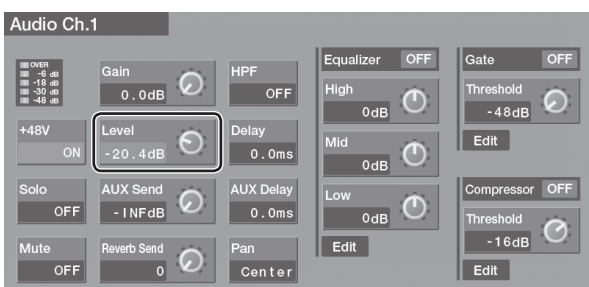 Audio Ch.1
OVER
-6 dB
-18 dB
-30 dB
-48 dB
Gain
0.0dB
HPF
OFF
+48V
ON
Level
-20.4dB
Delay
0.0ms
Solo
OFF
AUX Send
-INFdB
AUX Delay
0.0ms
Mute
OFF
Reverb Send
0
Pan
Center
Equalizer OFF
High
0dB
Mid
0dB
Low
0dB
Edit
Gate OFF
Threshold
-48dB
Edit
Compressor OFF
Threshold
-16dB
Edit